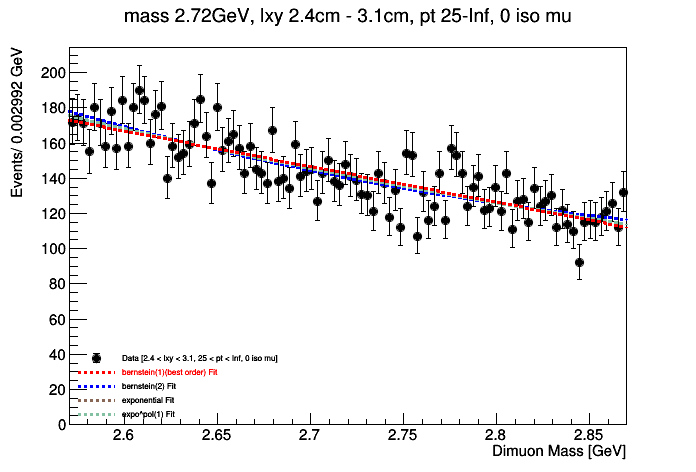 mass 2.72GeV, lxy 2.4cm - 3.1cm, pt 25-Inf, 0 iso mu
Events/ 0.002992 GeV
200
180
160
140
120
100
80
60
40
20
0
Data [2.4 < lxy < 3.1, 25 < pt < Inf, 0 iso mu]
bernstein(1)(best order) Fit
bernstein(2) Fit
exponential Fit
expo*pol(1) Fit
2.6 2.65 2.7 2.75 2.8 2.85
Dimuon Mass [GeV]